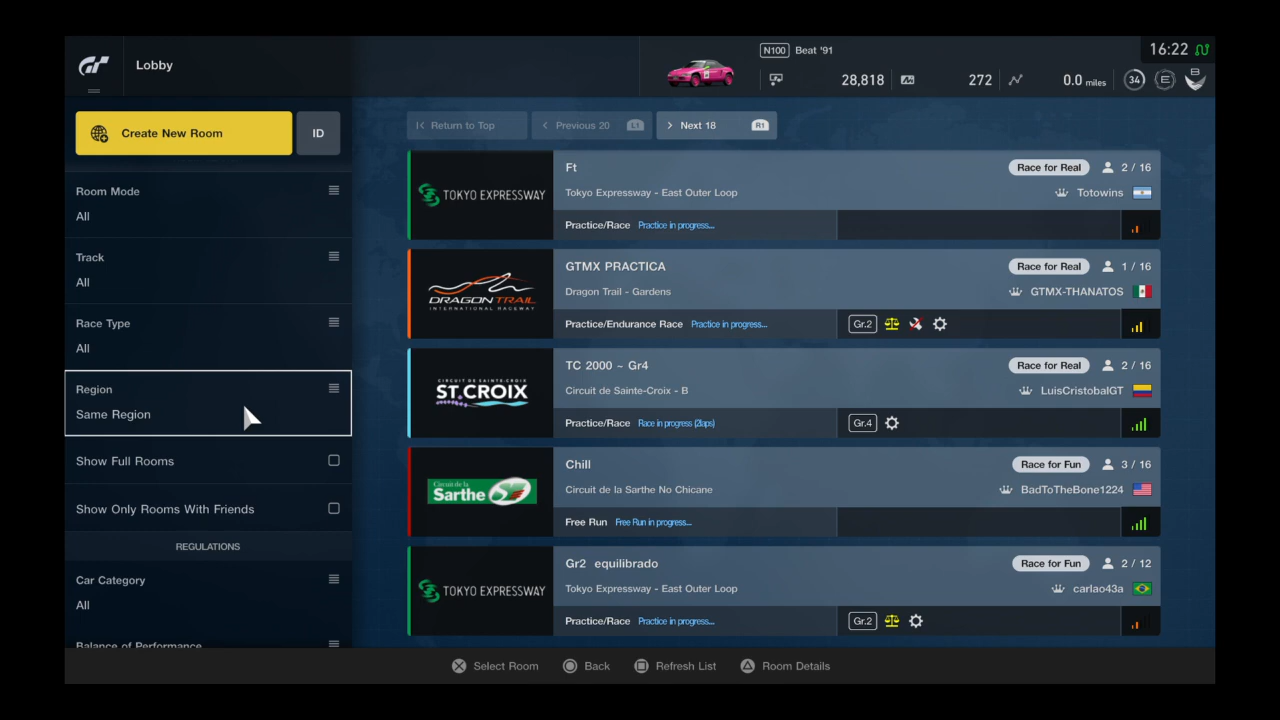 Lobby
N100 Beat '91
16:22
28,818
272
0.0 miles
34
E
B
Create New Room
ID
Return to Top
Previous 20 L1
Next 18 R1
Room Mode
All
Track
All
Race Type
All
Region
Same Region
Show Full Rooms
Show Only Rooms With Friends
REGULATIONS
Car Category
All
Balance of Performance
TOKYO EXPRESSWAY
Ft
Race for Real 2 / 16
Tokyo Expressway - East Outer Loop
Totowins
Practice/Race Practice in progress...
DRAGON TRAIL
INTERNATIONAL RACEWAY
GTMX PRACTICA
Race for Real 1 / 16
Dragon Trail - Gardens
GTMX-THANATOS
Practice/Endurance Race Practice in progress...
Gr.2
CIRCUIT DE SAINTE-CROIX
ST.CROIX
TC 2000 ~ Gr4
Race for Real 2 / 16
Circuit de Sainte-Croix - B
LuisCristobalGT
Practice/Race Race in progress (2laps)
Gr.4
Circuit de la
Sarthe
Chill
Race for Fun 3 / 16
Circuit de la Sarthe No Chicane
BadToTheBone1224
Free Run Free Run in progress...
TOKYO EXPRESSWAY
Gr2 equilibrado
Race for Fun 2 / 12
Tokyo Expressway - East Outer Loop
carlao43a
Practice/Race Practice in progress...
Gr.2
Select Room
Back
Refresh List
Room Details